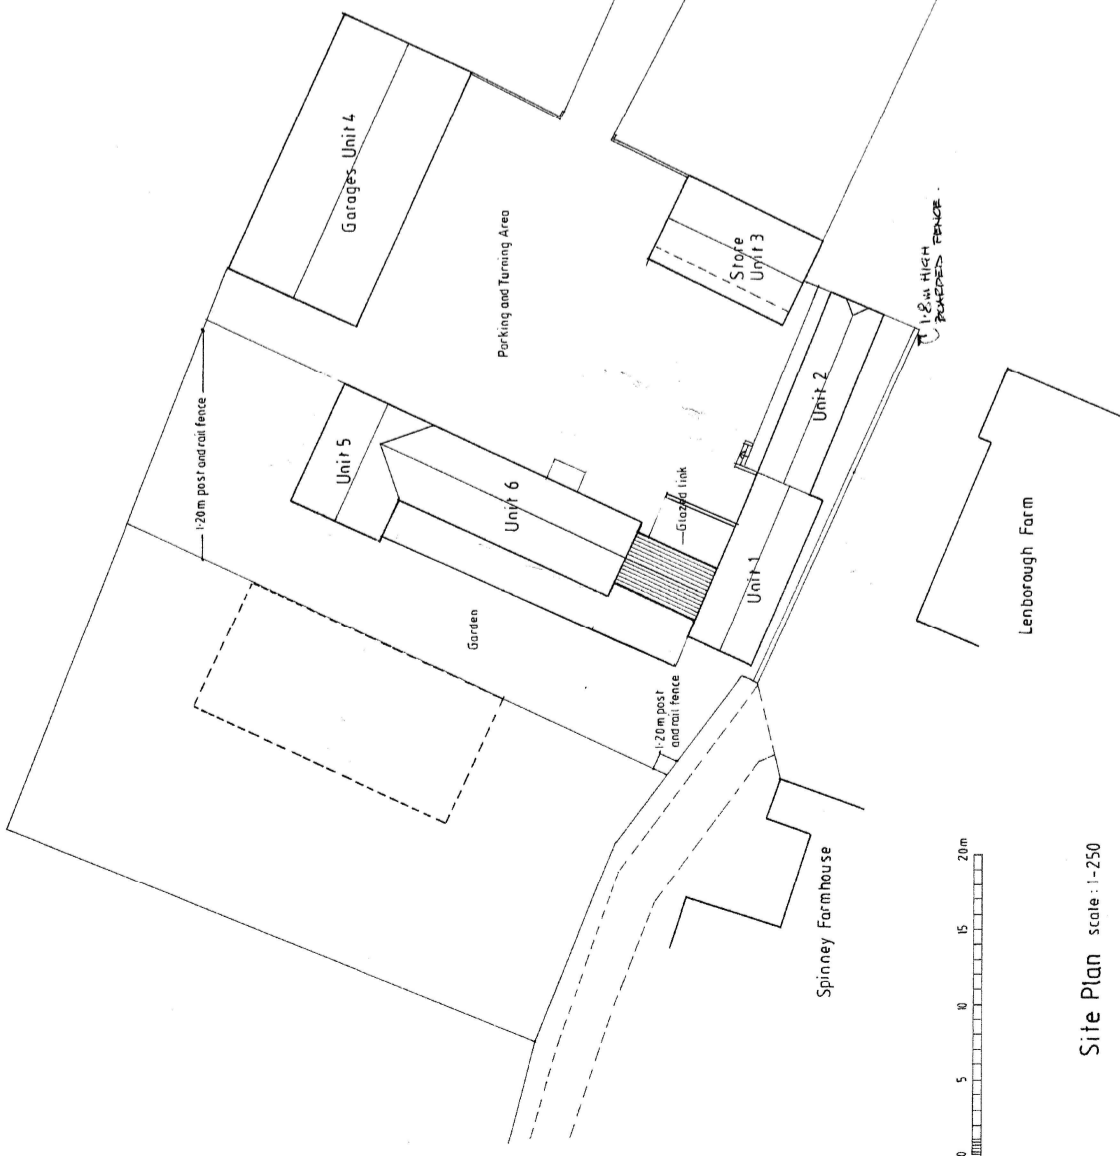 Garages Unit 4
1·20m post and rail fence
Parking and Turning Area
Store
Unit 3
1·8M HIGH
BOARDED FENCE.
Unit 5
Unit 6
Unit 2
Glazed Link
Unit 1
Garden
Lenborough Farm
1·20m post
and rail fence
Spinney Farmhouse
0 5 10 15 20m
Site Plan scale : 1-250